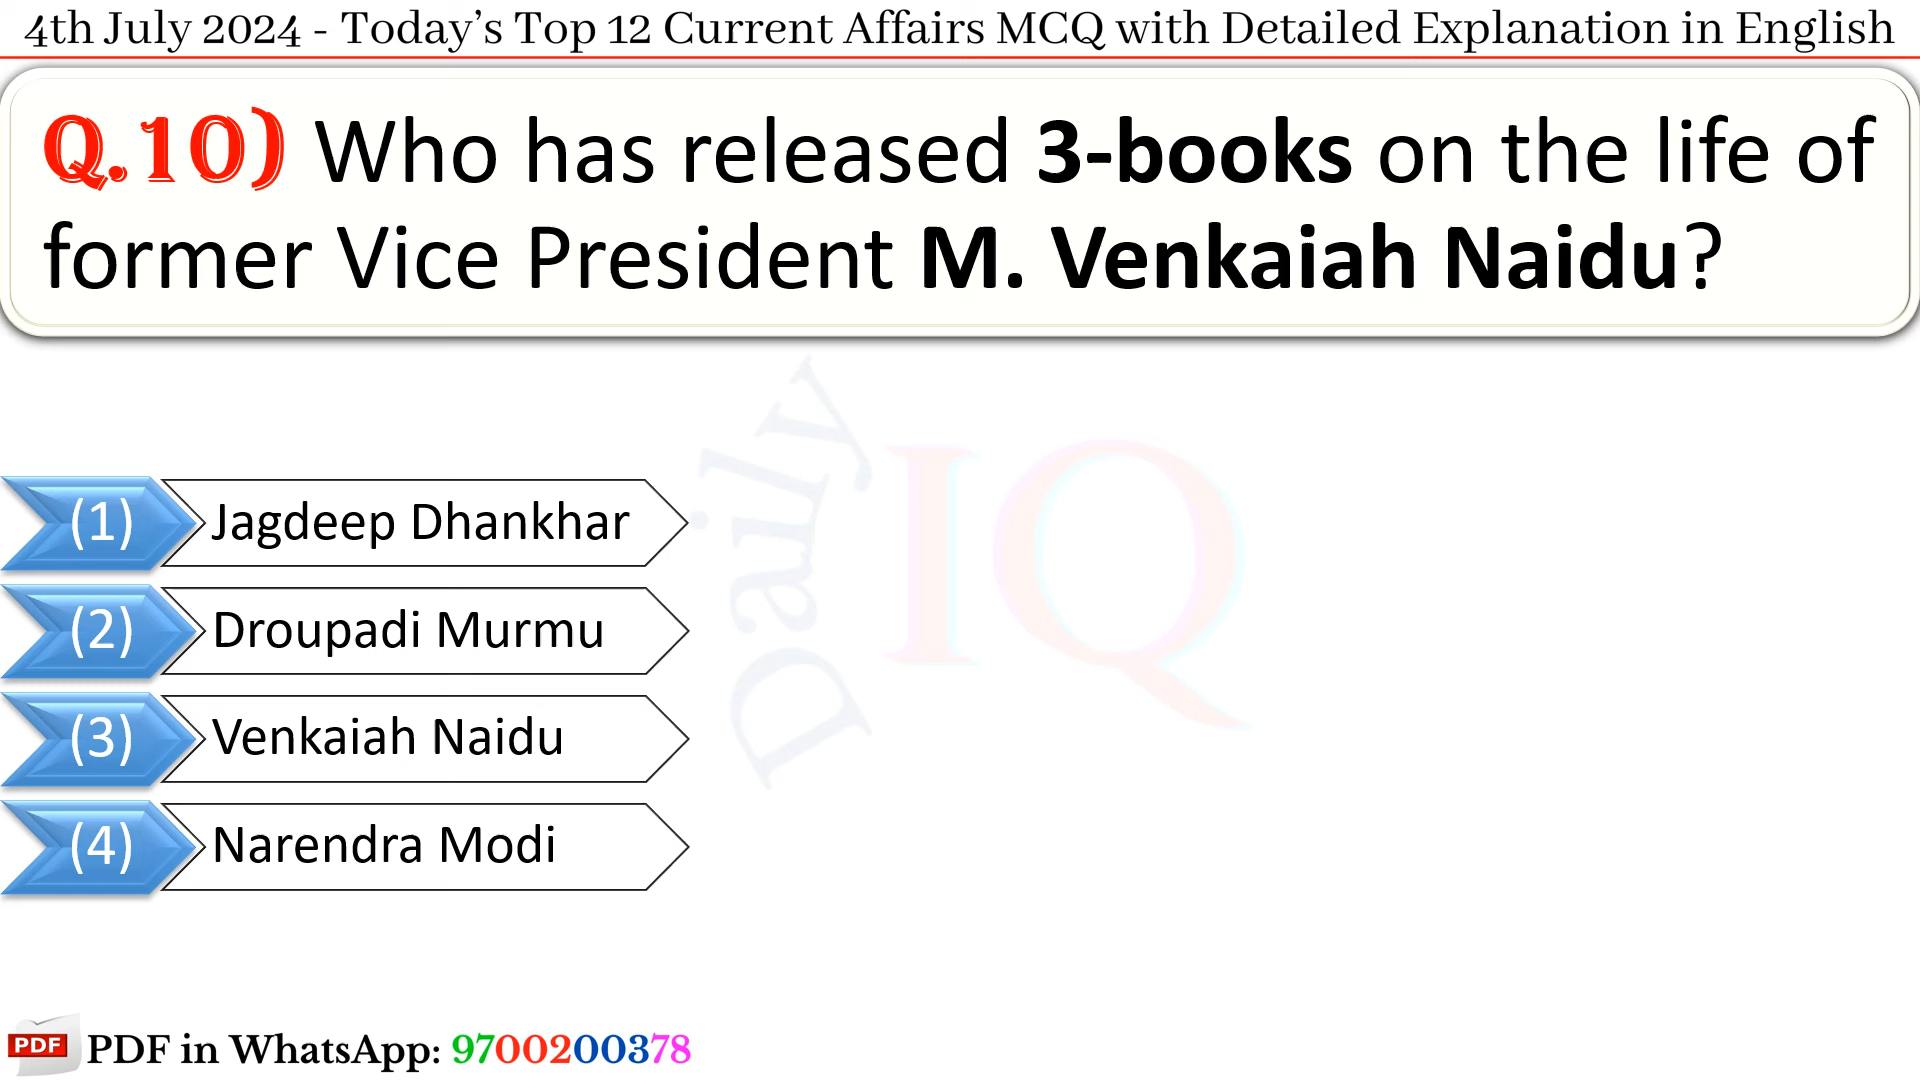 4th July 2024 - Today’s Top 12 Current Affairs MCQ with Detailed Explanation in English
Q.10) Who has released 3-books on the life of
former Vice President M. Venkaiah Naidu?
Daily
IQ
(1) Jagdeep Dhankhar
(2) Droupadi Murmu
(3) Venkaiah Naidu
(4) Narendra Modi
PDF PDF in WhatsApp: 9700200378